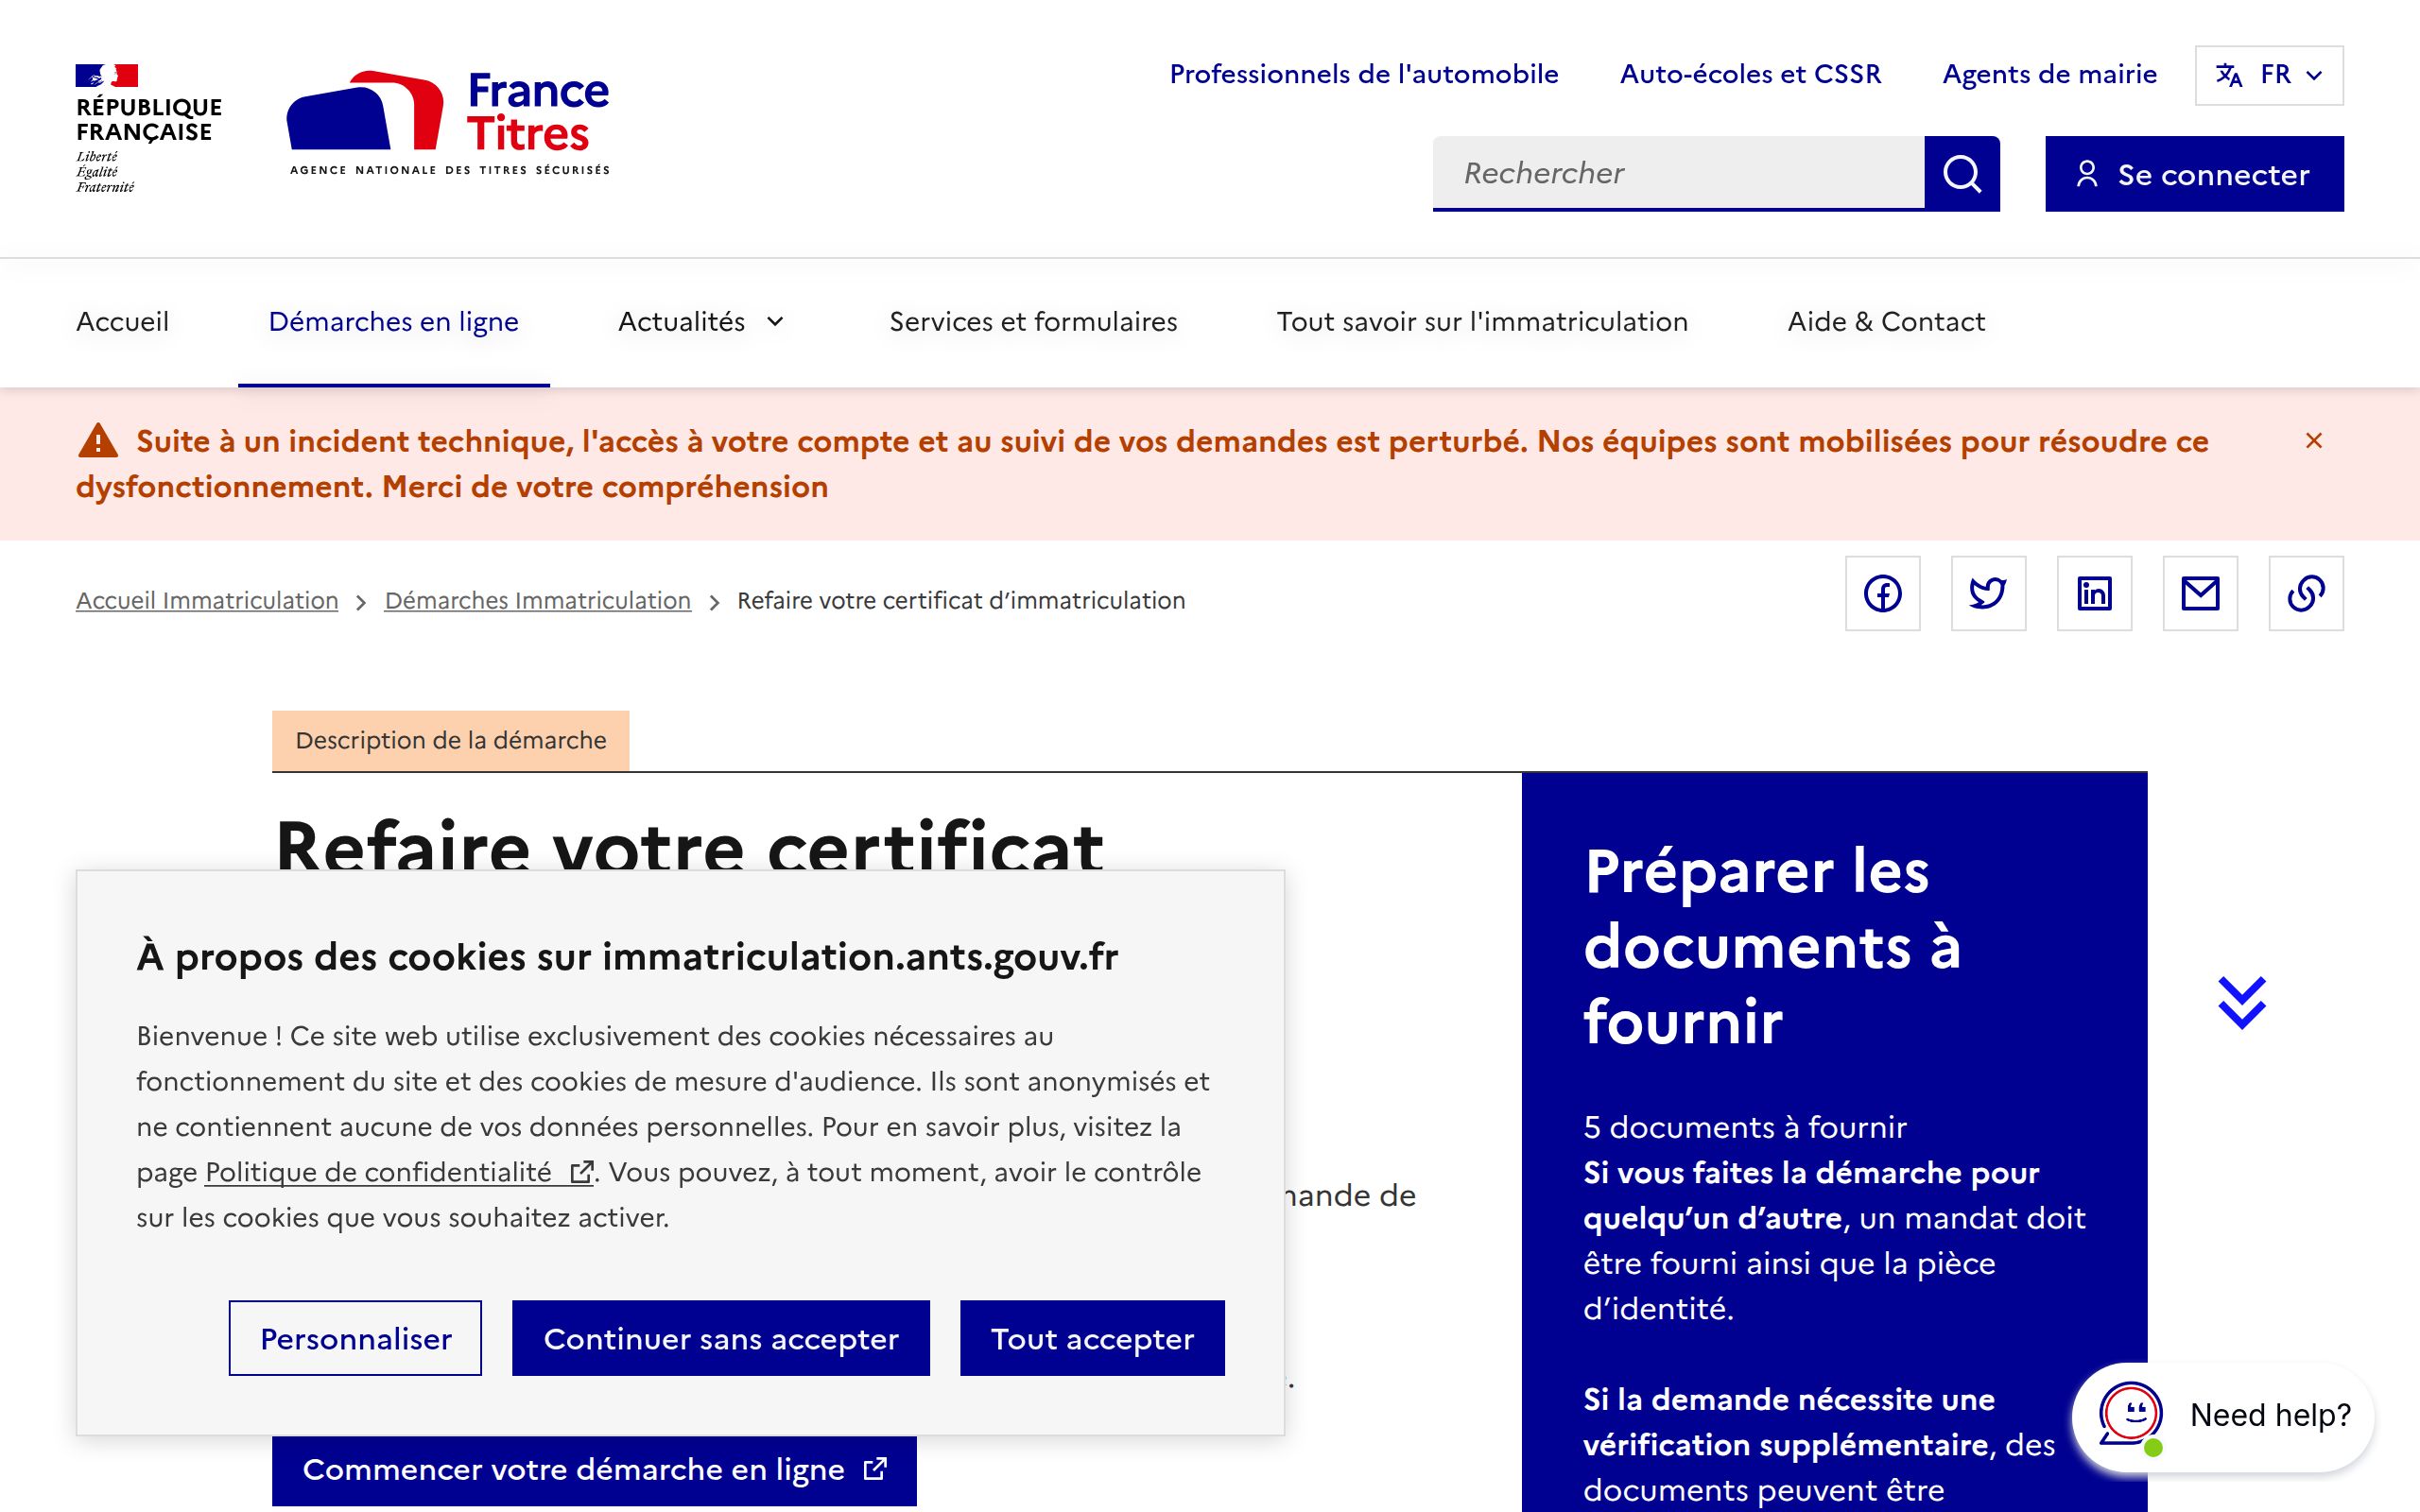 RÉPUBLIQUE
FRANÇAISE
Liberté
Égalité
Fraternité
France
Titres
AGENCE NATIONALE DES TITRES SÉCURISÉS
Professionnels de l'automobile
Auto-écoles et CSSR
Agents de mairie
FR
Rechercher
Se connecter
Accueil
Démarches en ligne
Actualités
Services et formulaires
Tout savoir sur l'immatriculation
Aide & Contact
Suite à un incident technique, l'accès à votre compte et au suivi de vos demandes est perturbé. Nos équipes sont mobilisées pour résoudre ce
dysfonctionnement. Merci de votre compréhension
Accueil Immatriculation
Démarches Immatriculation
Refaire votre certificat d’immatriculation
Description de la démarche
Refaire votre certificat
À propos des cookies sur immatriculation.ants.gouv.fr
Bienvenue ! Ce site web utilise exclusivement des cookies nécessaires au
fonctionnement du site et des cookies de mesure d'audience. Ils sont anonymisés et
ne contiennent aucune de vos données personnelles. Pour en savoir plus, visitez la
page Politique de confidentialité . Vous pouvez, à tout moment, avoir le contrôle
sur les cookies que vous souhaitez activer.
Personnaliser
Continuer sans accepter
Tout accepter
de
Commencer votre démarche en ligne
Préparer les
documents à
fournir
5 documents à fournir
Si vous faites la démarche pour
quelqu’un d’autre, un mandat doit
être fourni ainsi que la pièce
d’identité.
Si la demande nécessite une
vérification supplémentaire, des
documents peuvent être
Need help?